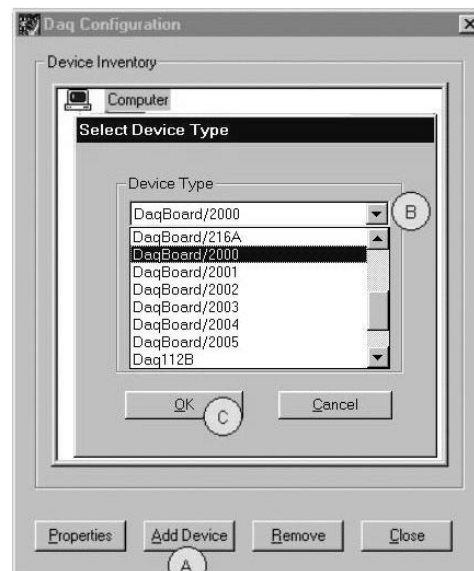 Daq Configuration
Device Inventory
Computer
Select Device Type
Device Type
DaqBoard/2000
B
DaqBoard/216A
DaqBoard/2000
DaqBoard/2001
DaqBoard/2002
DaqBoard/2003
DaqBoard/2004
DaqBoard/2005
Daq112B
OK C Cancel
Properties Add Device Remove Close
A